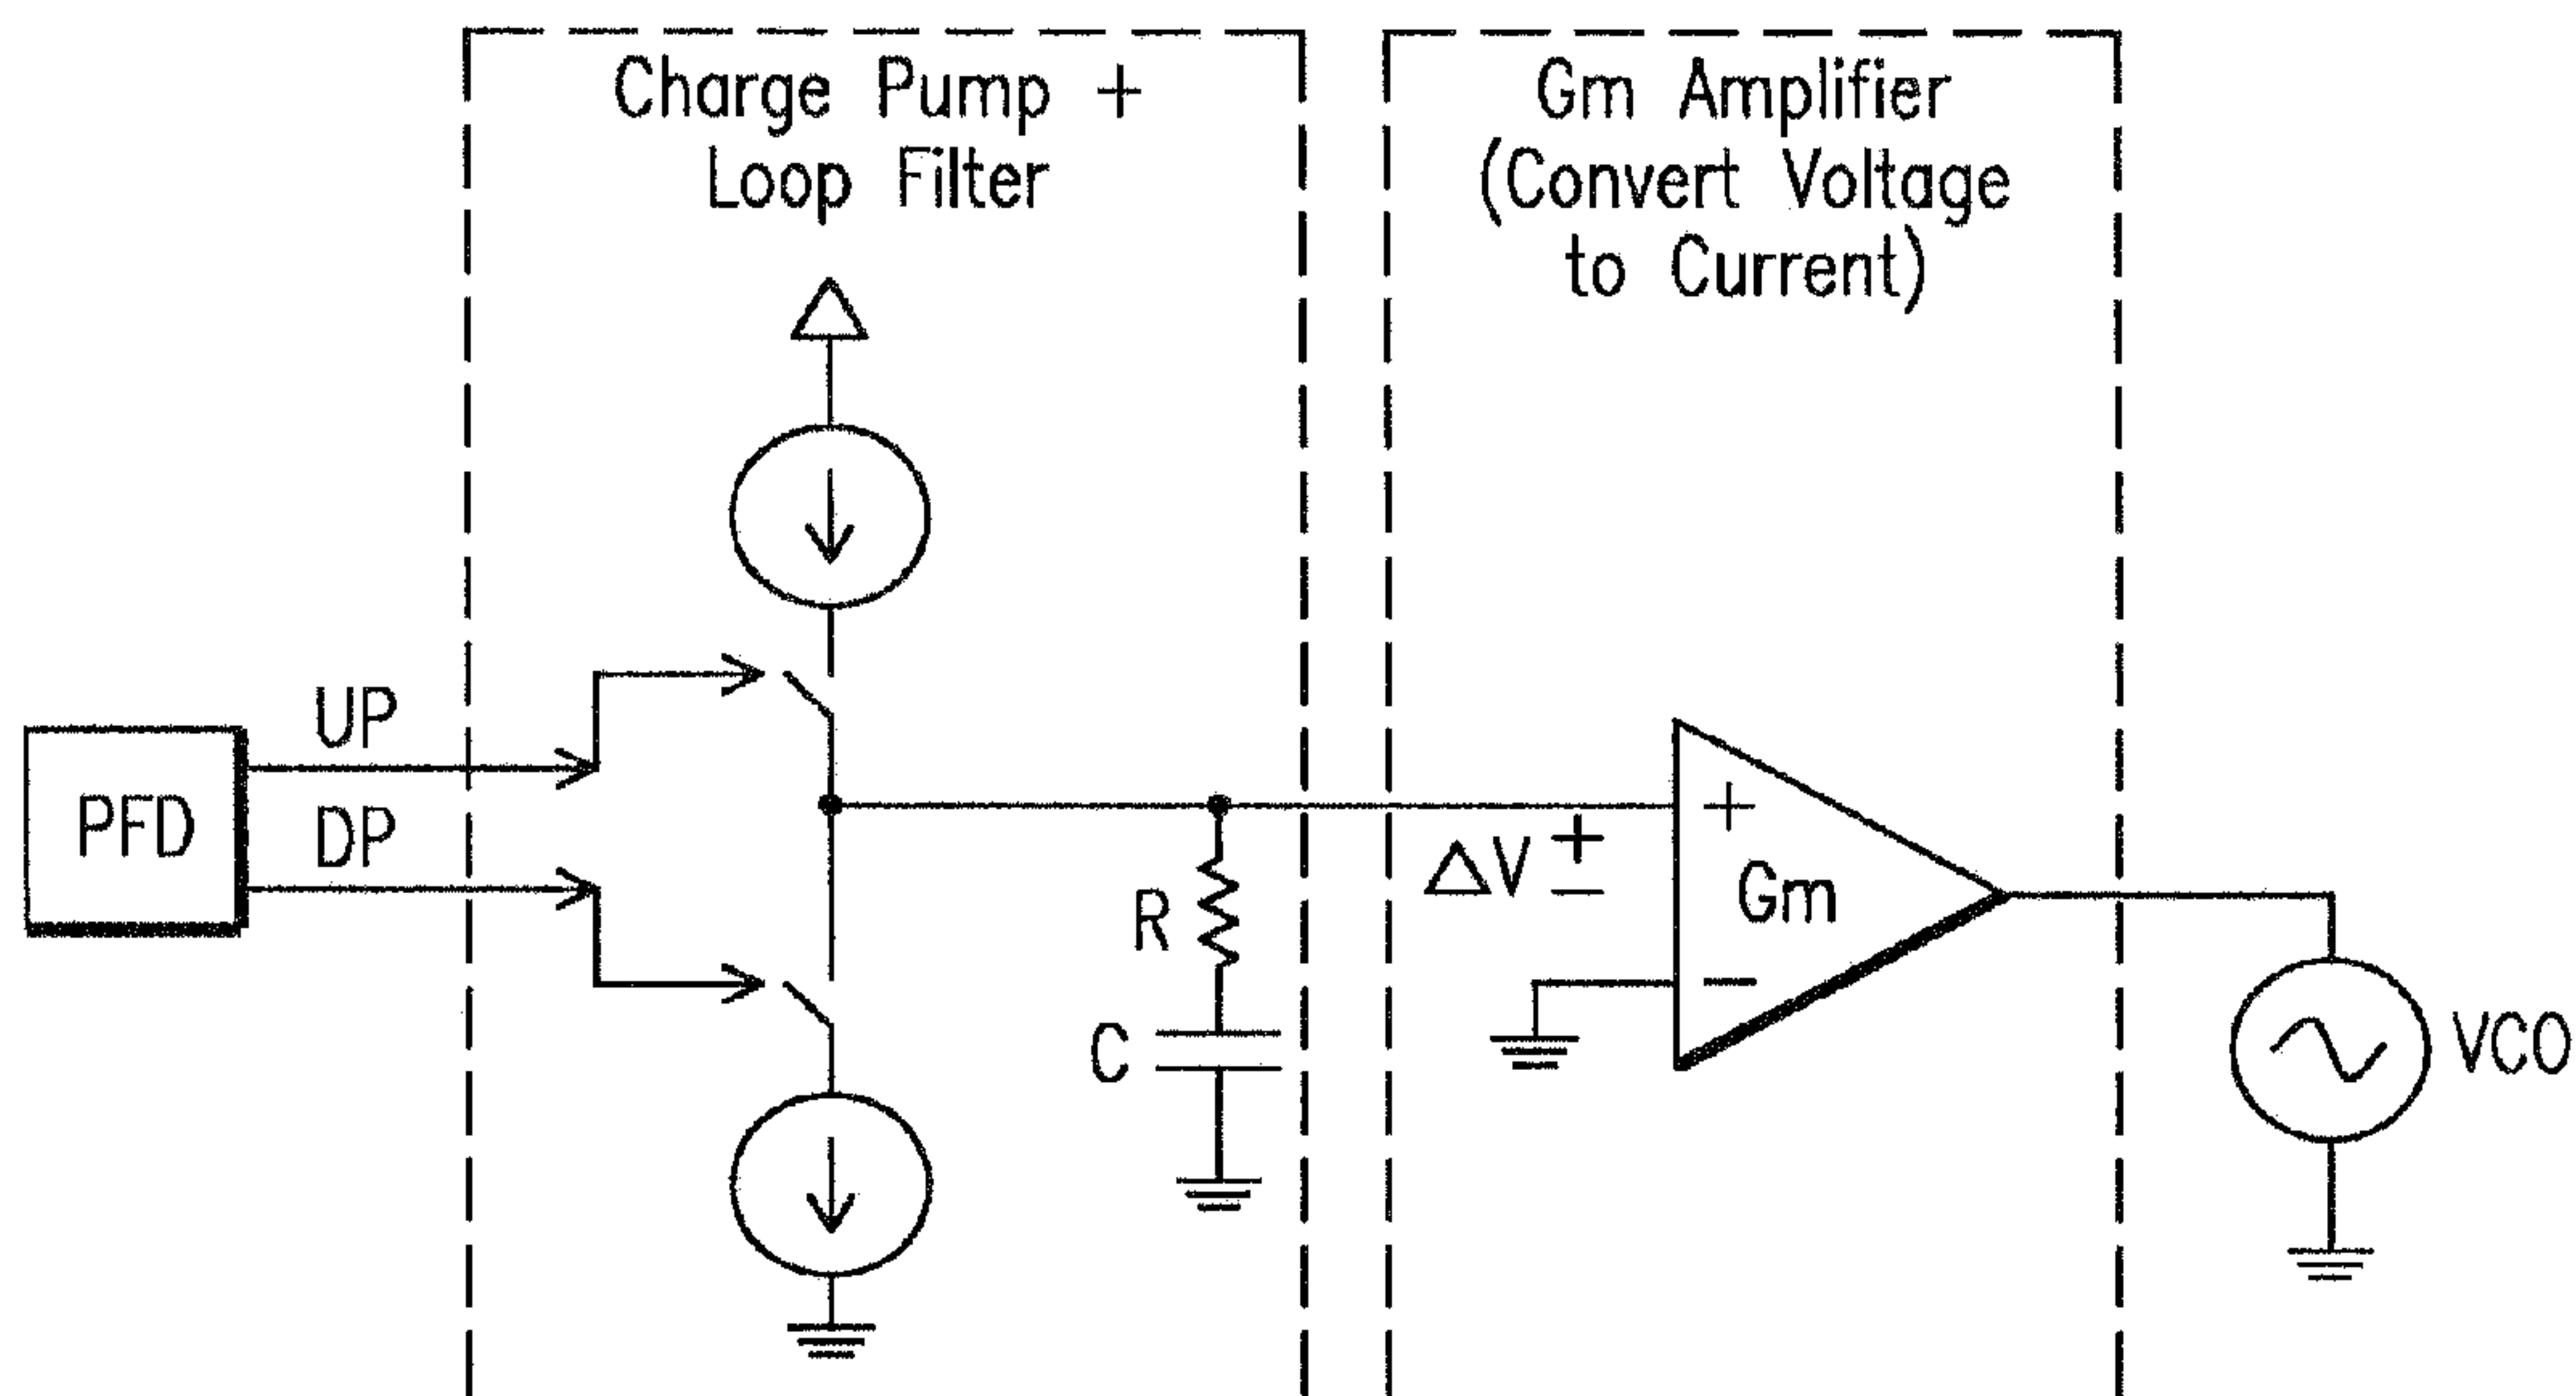 Charge Pump +
Loop Filter
Gm Amplifier
(Convert Voltage
to Current)
UP
PFD
DP
R
C
ΔV + −
+
Gm
−
VCO